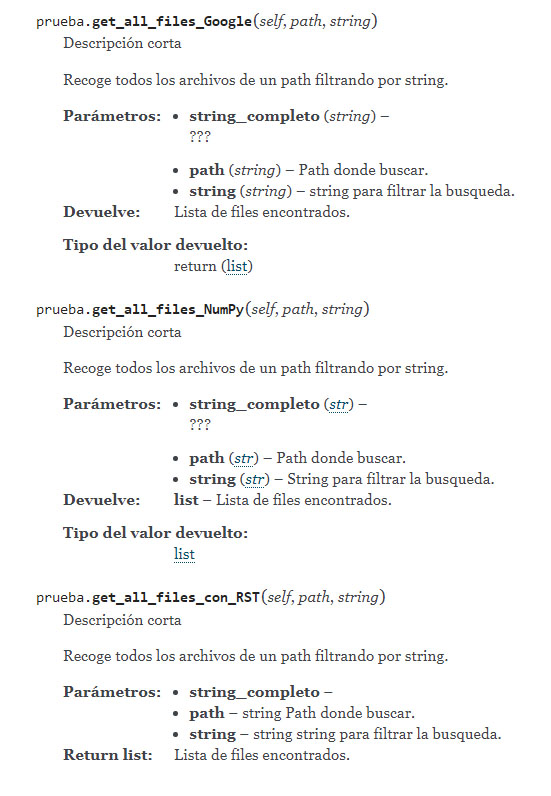 prueba.get_all_files_Google(self, path, string)
Descripción corta
Recoge todos los archivos de un path filtrando por string.
Parámetros: • string_completo (string) –
???
• path (string) – Path donde buscar.
• string (string) – string para filtrar la busqueda.
Devuelve: Lista de files encontrados.
Tipo del valor devuelto:
return (list)
prueba.get_all_files_NumPy(self, path, string)
Descripción corta
Recoge todos los archivos de un path filtrando por string.
Parámetros: • string_completo (str) –
???
• path (str) – Path donde buscar.
• string (str) – String para filtrar la busqueda.
Devuelve: list – Lista de files encontrados.
Tipo del valor devuelto:
list
prueba.get_all_files_con_RST(self, path, string)
Descripción corta
Recoge todos los archivos de un path filtrando por string.
Parámetros: • string_completo –
• path – string Path donde buscar.
• string – string string para filtrar la busqueda.
Return list: Lista de files encontrados.